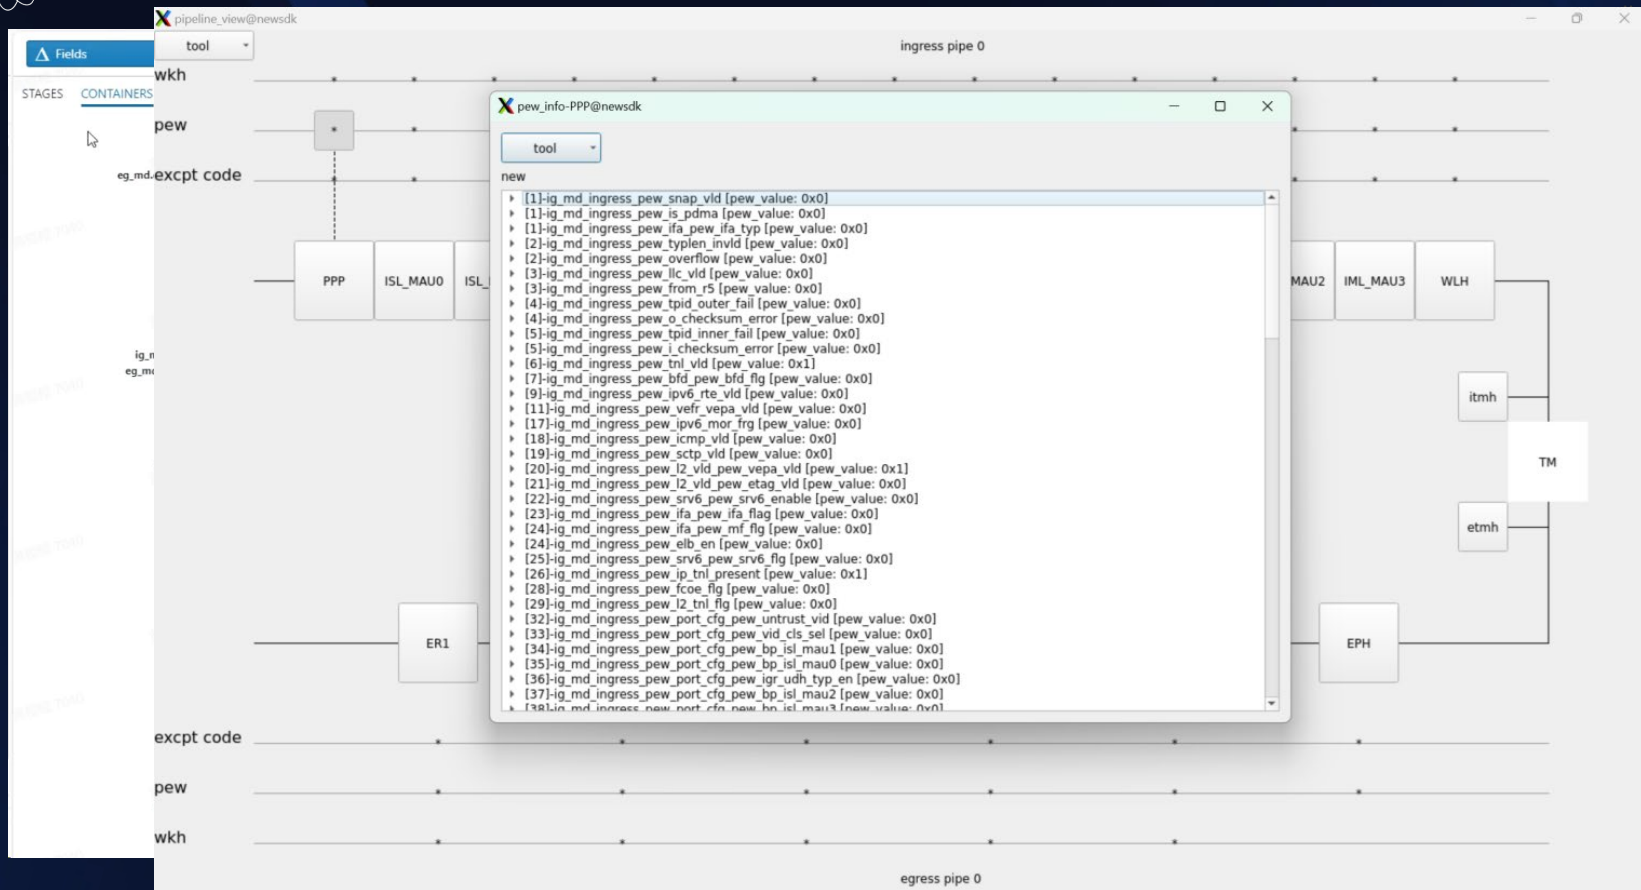 pipeline_view@newsdk
tool
ingress pipe 0
Fields
STAGES CONTAINERS
wkh
pew
excpt code
eg_md.
ig_n
eg_mo
PPP
ISL_MAU0
ISL_
MAU2
IML_MAU3
WLH
itmh
TM
etmh
ER1
EPH
pew_info-PPP@newsdk
tool
new
[1]-ig_md_ingress_pew_snap_vld [pew_value: 0x0]
[1]-ig_md_ingress_pew_is_pdma [pew_value: 0x0]
[1]-ig_md_ingress_pew_ifa_pew_ifa_typ [pew_value: 0x0]
[2]-ig_md_ingress_pew_typlen_invld [pew_value: 0x0]
[2]-ig_md_ingress_pew_overflow [pew_value: 0x0]
[3]-ig_md_ingress_pew_llc_vld [pew_value: 0x0]
[3]-ig_md_ingress_pew_from_r5 [pew_value: 0x0]
[4]-ig_md_ingress_pew_tpid_outer_fail [pew_value: 0x0]
[4]-ig_md_ingress_pew_o_checksum_error [pew_value: 0x0]
[5]-ig_md_ingress_pew_tpid_inner_fail [pew_value: 0x0]
[5]-ig_md_ingress_pew_i_checksum_error [pew_value: 0x0]
[6]-ig_md_ingress_pew_tnl_vld [pew_value: 0x1]
[7]-ig_md_ingress_pew_bfd_pew_bfd_flg [pew_value: 0x0]
[9]-ig_md_ingress_pew_ipv6_rte_vld [pew_value: 0x0]
[11]-ig_md_ingress_pew_vefr_vepa_vld [pew_value: 0x0]
[17]-ig_md_ingress_pew_ipv6_mor_frg [pew_value: 0x0]
[18]-ig_md_ingress_pew_icmp_vld [pew_value: 0x0]
[19]-ig_md_ingress_pew_sctp_vld [pew_value: 0x0]
[20]-ig_md_ingress_pew_l2_vld_pew_vepa_vld [pew_value: 0x1]
[21]-ig_md_ingress_pew_l2_vld_pew_etag_vld [pew_value: 0x0]
[22]-ig_md_ingress_pew_srv6_pew_srv6_enable [pew_value: 0x0]
[23]-ig_md_ingress_pew_ifa_pew_ifa_flag [pew_value: 0x0]
[24]-ig_md_ingress_pew_ifa_pew_mf_flg [pew_value: 0x0]
[24]-ig_md_ingress_pew_elb_en [pew_value: 0x0]
[25]-ig_md_ingress_pew_srv6_pew_srv6_flg [pew_value: 0x0]
[26]-ig_md_ingress_pew_ip_tnl_present [pew_value: 0x1]
[28]-ig_md_ingress_pew_fcoe_flg [pew_value: 0x0]
[29]-ig_md_ingress_pew_l2_tnl_flg [pew_value: 0x0]
[32]-ig_md_ingress_pew_port_cfg_pew_untrust_vid [pew_value: 0x0]
[33]-ig_md_ingress_pew_port_cfg_pew_vid_cls_sel [pew_value: 0x0]
[34]-ig_md_ingress_pew_port_cfg_pew_bp_isl_mau1 [pew_value: 0x0]
[35]-ig_md_ingress_pew_port_cfg_pew_bp_isl_mau0 [pew_value: 0x0]
[36]-ig_md_ingress_pew_port_cfg_pew_igr_udh_typ_en [pew_value: 0x0]
[37]-ig_md_ingress_pew_port_cfg_pew_bp_isl_mau2 [pew_value: 0x0]
[38]-ig_md_ingress_pew_port_cfg_pew_bp_isl_mau3 [pew_value: 0x0]
excpt code
pew
wkh
egress pipe 0